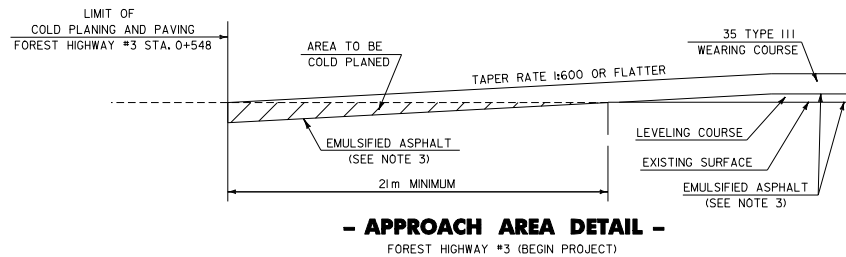 LIMIT OF
COLD PLANING AND PAVING
FOREST HIGHWAY #3 STA. 0+548
AREA TO BE
COLD PLANED
TAPER RATE 1:600 OR FLATTER
35 TYPE III
WEARING COURSE
EMULSIFIED ASPHALT
(SEE NOTE 3)
LEVELING COURSE
EXISTING SURFACE
EMULSIFIED ASPHALT
(SEE NOTE 3)
21m MINIMUM
- APPROACH AREA DETAIL -
FOREST HIGHWAY #3 (BEGIN PROJECT)